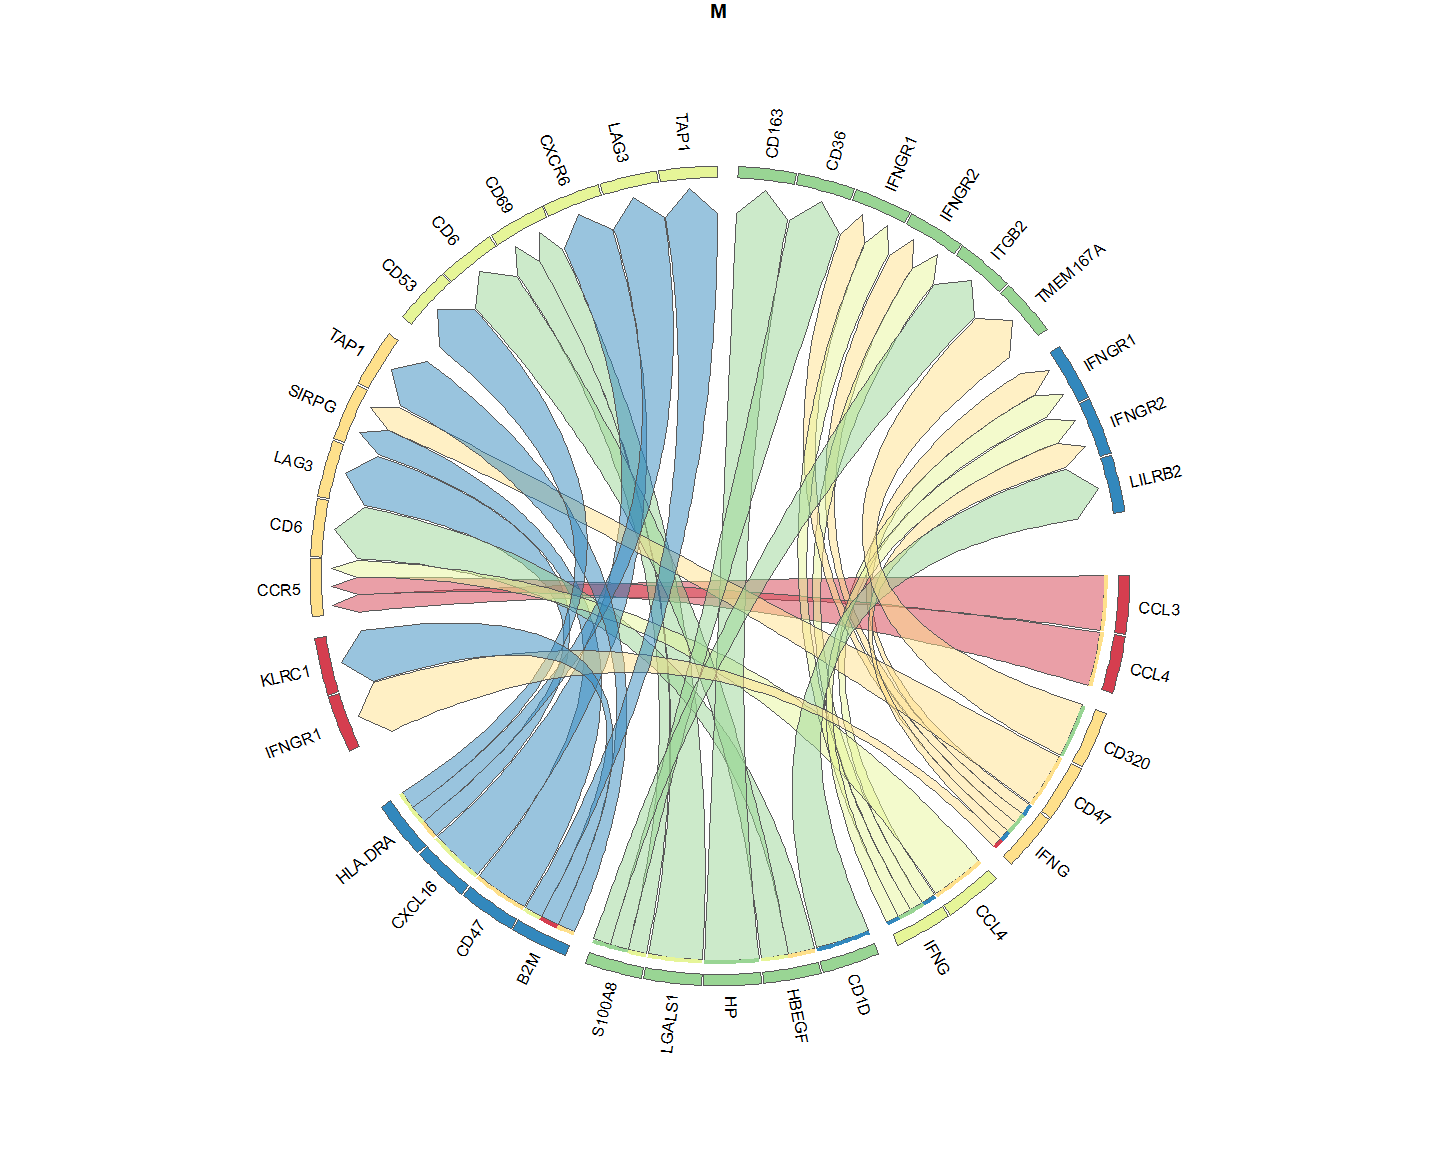 M
CD163
CD36
IFNGR1
IFNGR2
ITGB2
TMEM167A
IFNGR1
IFNGR2
LILRB2
CCL3
CCL4
CD320
CD47
IFNG
CCL4
IFNG
CD1D
HBEGF
HP
LGALS1
S100A8
B2M
CD47
CXCL16
HLA.DRA
IFNGR1
KLRC1
CCR5
CD6
LAG3
SIRPG
TAP1
CD53
CD6
CD69
CXCR6
LAG3
TAP1